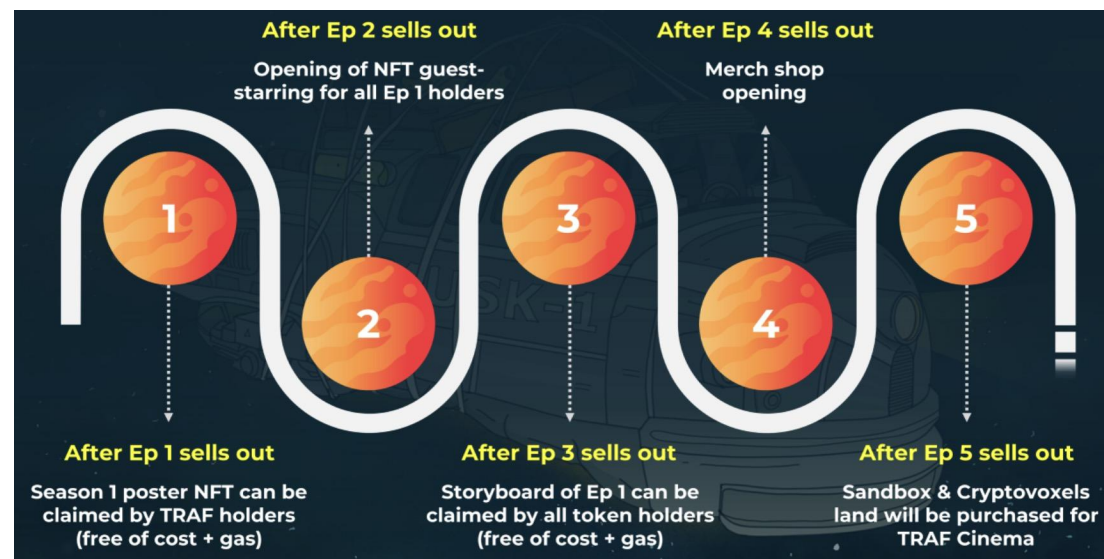 After Ep 2 sells out
Opening of NFT guest-
starring for all Ep 1 holders
After Ep 4 sells out
Merch shop
opening
1
2
3
4
5
USK-1
After Ep 1 sells out
Season 1 poster NFT can be
claimed by TRAF holders
(free of cost + gas)
After Ep 3 sells out
Storyboard of Ep 1 can be
claimed by all token holders
(free of cost + gas)
After Ep 5 sells out
Sandbox & Cryptovoxels
land will be purchased for
TRAF Cinema